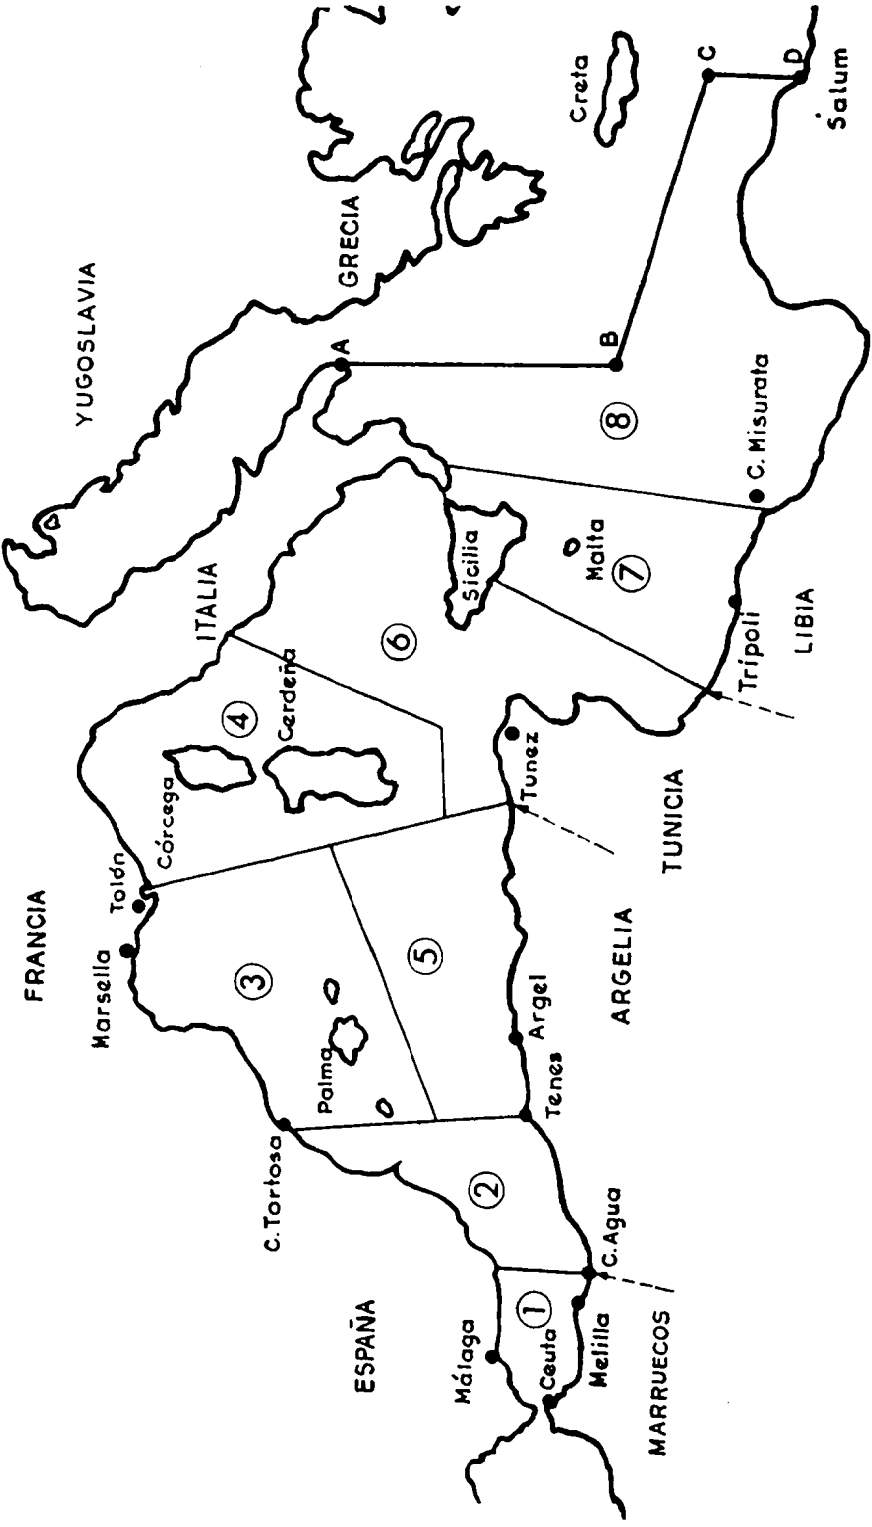 FRANCIA
YUGOSLAVIA
Marsella
Tolón
Córcega
ITALIA
ESPAÑA
C.Tortosa
Palma
③
④
Cerdeña
GRECIA
A
Málaga
②
⑤
⑥
Sicilia
Creta
①
Ceuta
Melilla
C.Agua
Tenes
Argel
Tunez
Malta
⑦
⑧
B
C
MARRUECOS
ARGELIA
TUNICIA
Trípoli
C. Misurata
D
LIBIA
Salum